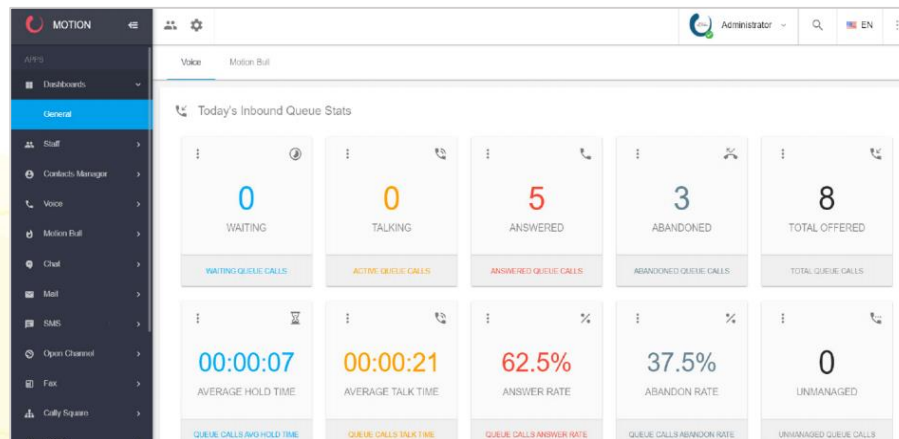 MOTION
Administrator
EN
APPS
Dashboards
General
Staff
Contacts Manager
Voice
Motion Bull
Chat
Mail
SMS
Open Channel
Fax
Cally Square
Voice Motion Bull
Today's Inbound Queue Stats
0 0 5 3 8
WAITING TALKING ANSWERED ABANDONED TOTAL OFFERED
WAITING QUEUE CALLS ACTIVE QUEUE CALLS ANSWERED QUEUE CALLS ABANDONED QUEUE CALLS TOTAL QUEUE CALLS
00:00:07 00:00:21 62.5% 37.5% 0
AVERAGE HOLD TIME AVERAGE TALK TIME ANSWER RATE ABANDON RATE UNMANAGED
QUEUE CALLS AVG HOLD TIME QUEUE CALLS TALK TIME QUEUE CALLS ANSWER RATE QUEUE CALLS ABANDON RATE UNMANAGED QUEUE CALLS